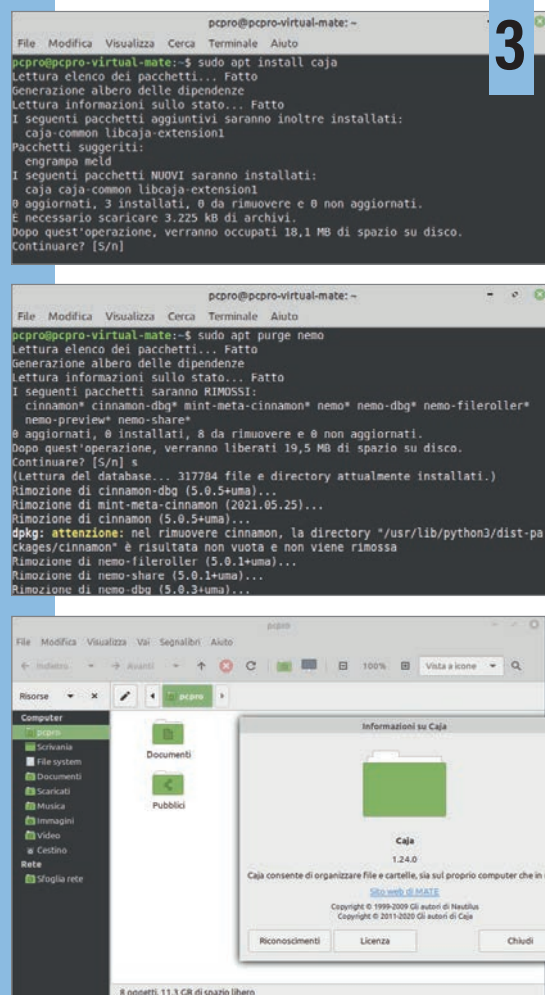 3
pcpro@pcpro-virtual-mate: ~
File Modifica Visualizza Cerca Terminale Aiuto
pcpro@pcpro-virtual-mate:~$ sudo apt install caja
Lettura elenco dei pacchetti... Fatto
Generazione albero delle dipendenze
Lettura informazioni sullo stato... Fatto
I seguenti pacchetti aggiuntivi saranno inoltre installati:
caja-common libcaja-extension1
Pacchetti suggeriti:
engrampa meld
I seguenti pacchetti NUOVI saranno installati:
caja caja-common libcaja-extension1
0 aggiornati, 3 installati, 0 da rimuovere e 0 non aggiornati.
È necessario scaricare 3.225 kB di archivi.
Dopo quest'operazione, verranno occupati 18,1 MB di spazio su disco.
Continuare? [S/n]
pcpro@pcpro-virtual-mate: ~
File Modifica Visualizza Cerca Terminale Aiuto
pcpro@pcpro-virtual-mate:~$ sudo apt purge nemo
Lettura elenco dei pacchetti... Fatto
Generazione albero delle dipendenze
Lettura informazioni sullo stato... Fatto
I seguenti pacchetti saranno RIMOSSI:
cinnamon* cinnamon-dbg* mint-meta-cinnamon* nemo* nemo-dbg* nemo-fileroller*
nemo-preview* nemo-share*
0 aggiornati, 0 installati, 8 da rimuovere e 0 non aggiornati.
Dopo quest'operazione, verranno liberati 19,5 MB di spazio su disco.
Continuare? [S/n] s
(Lettura del database... 317784 file e directory attualmente installati.)
Rimozione di cinnamon-dbg (5.0.5+uma)...
Rimozione di mint-meta-cinnamon (2021.05.25)...
Rimozione di cinnamon (5.0.5+uma)...
dpkg: attenzione: nel rimuovere cinnamon, la directory "/usr/lib/python3/dist-pa
ckages/cinnamon" è risultata non vuota e non viene rimossa
Rimozione di nemo-fileroller (5.0.1+uma)...
Rimozione di nemo-share (5.0.1+uma)...
Rimozione di nemo-dbg (5.0.3+uma)...
pcpro
File Modifica Visualizza Vai Segnalibri Aiuto
Indietro Avanti 100% Vista a icone
Risorse pcpro
Computer
pcpro
Scrivania
File system
Documenti
Scaricati
Musica
Immagini
Video
Cestino
Rete
Sfoglia rete
Documenti
Pubblici
Informazioni su Caja
Caja
1.24.0
Caja consente di organizzare file e cartelle, sia sul proprio computer che in
Sito web di MATE
Copyright © 1999-2009 Gli autori di Nautilus
Copyright © 2011-2020 Gli autori di Caja
Riconoscimenti Licenza Chiudi
8 oggetti, 11,3 GB di spazio libero